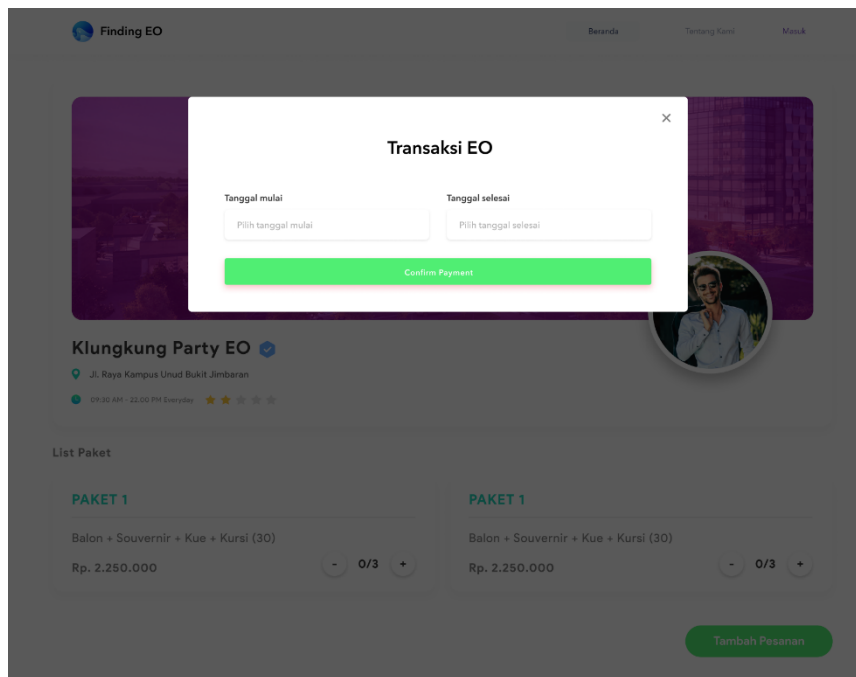 Finding EO
Beranda Tentang Kami Masuk
×
Transaksi EO
Tanggal mulai Tanggal selesai
Pilih tanggal mulai Pilih tanggal selesai
Confirm Payment
Klungkung Party EO
Jl. Raya Kampus Unud Bukit Jimbaran
09:30 AM - 22.00 PM Everyday
List Paket
PAKET 1 PAKET 1
Balon + Souvernir + Kue + Kursi (30) Balon + Souvernir + Kue + Kursi (30)
Rp. 2.250.000 - 0/3 + Rp. 2.250.000 - 0/3 +
Tambah Pesanan